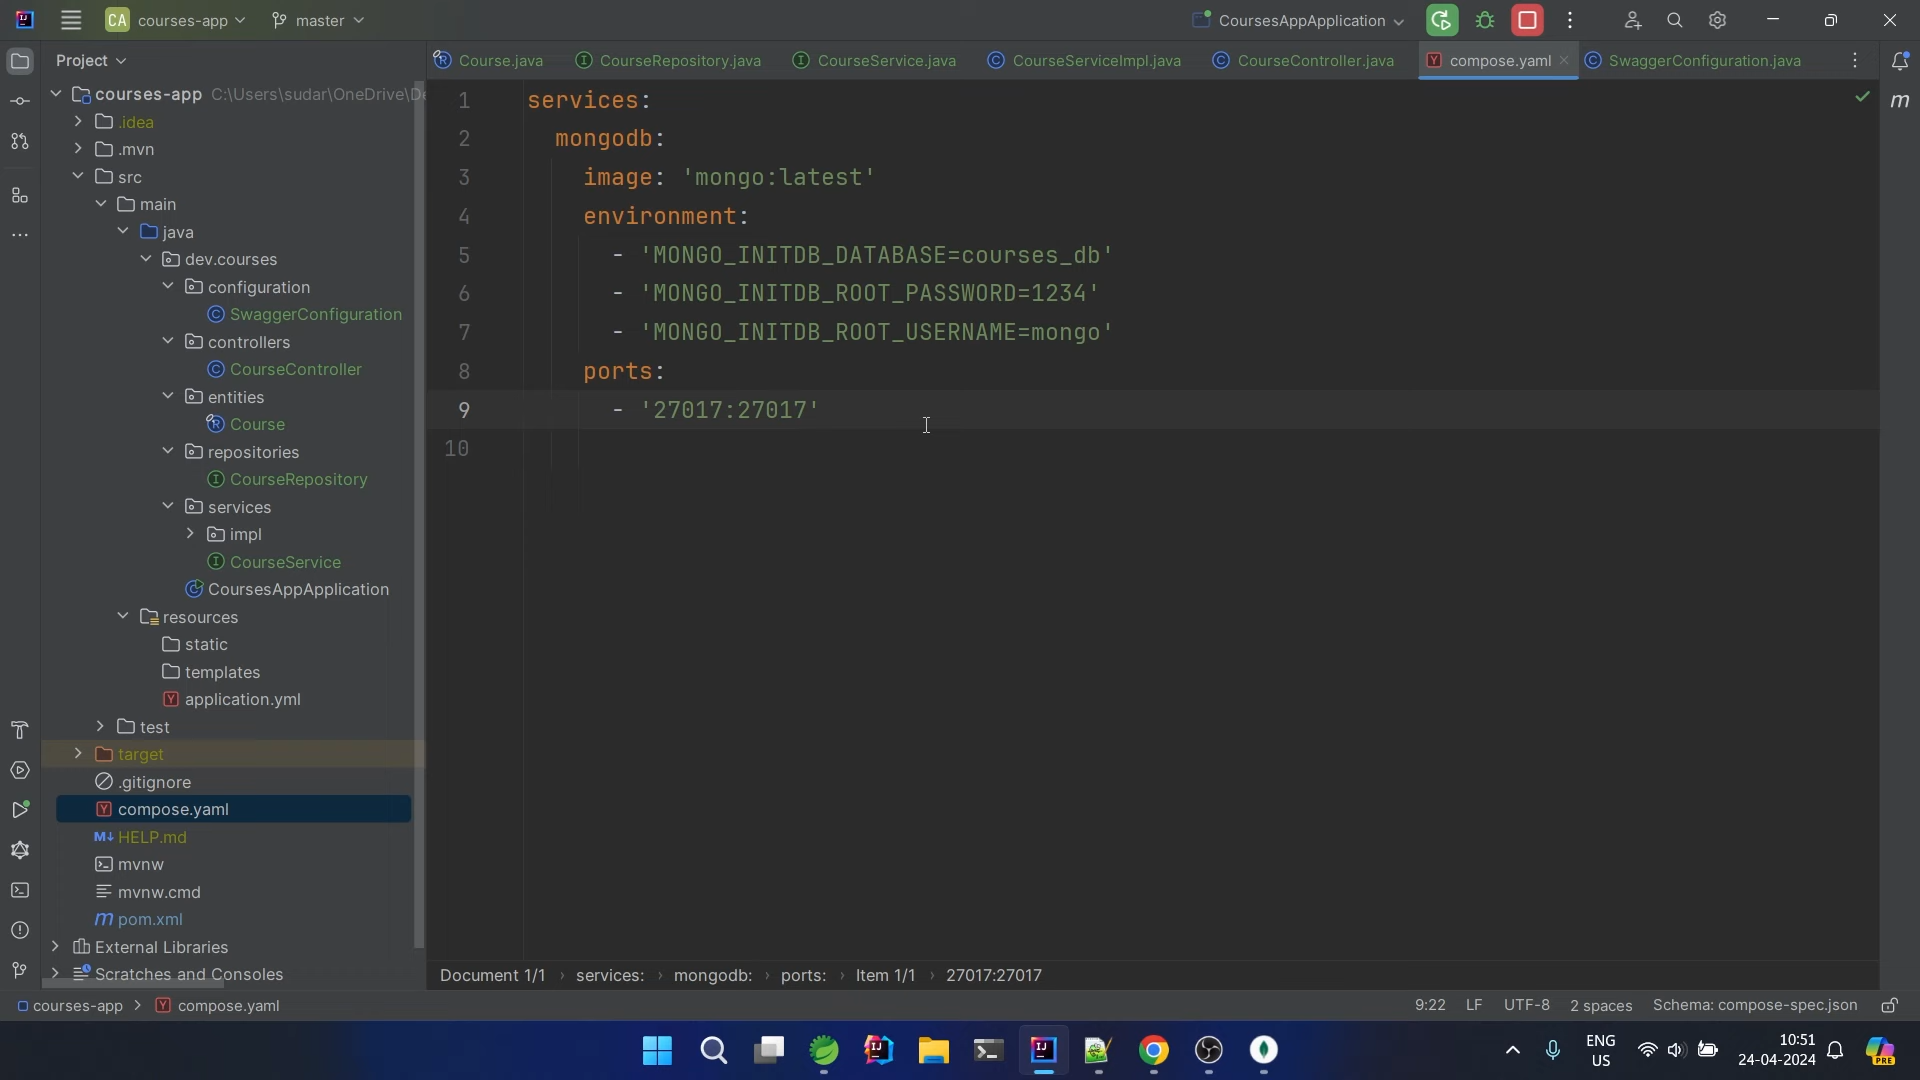 CA courses-app master CoursesAppApplication
Project
Course.java CourseRepository.java CourseService.java CourseServiceImpl.java CourseController.java compose.yaml SwaggerConfiguration.java
courses-app C:\Users\sudar\OneDrive\De
.idea
.mvn
src
main
java
dev.courses
configuration
SwaggerConfiguration
controllers
CourseController
entities
Course
repositories
CourseRepository
services
impl
CourseService
CoursesAppApplication
resources
static
templates
application.yml
test
target
.gitignore
compose.yaml
HELP.md
mvnw
mvnw.cmd
pom.xml
External Libraries
Scratches and Consoles
1 services:
2 mongodb:
3 image: 'mongo:latest'
4 environment:
5 - 'MONGO_INITDB_DATABASE=courses_db'
6 - 'MONGO_INITDB_ROOT_PASSWORD=1234'
7 - 'MONGO_INITDB_ROOT_USERNAME=mongo'
8 ports:
9 - '27017:27017'
10
Document 1/1 › services: › mongodb: › ports: › Item 1/1 › 27017:27017
courses-app > compose.yaml 9:22 LF UTF-8 2 spaces Schema: compose-spec.json
ENG 10:51
US 24-04-2024